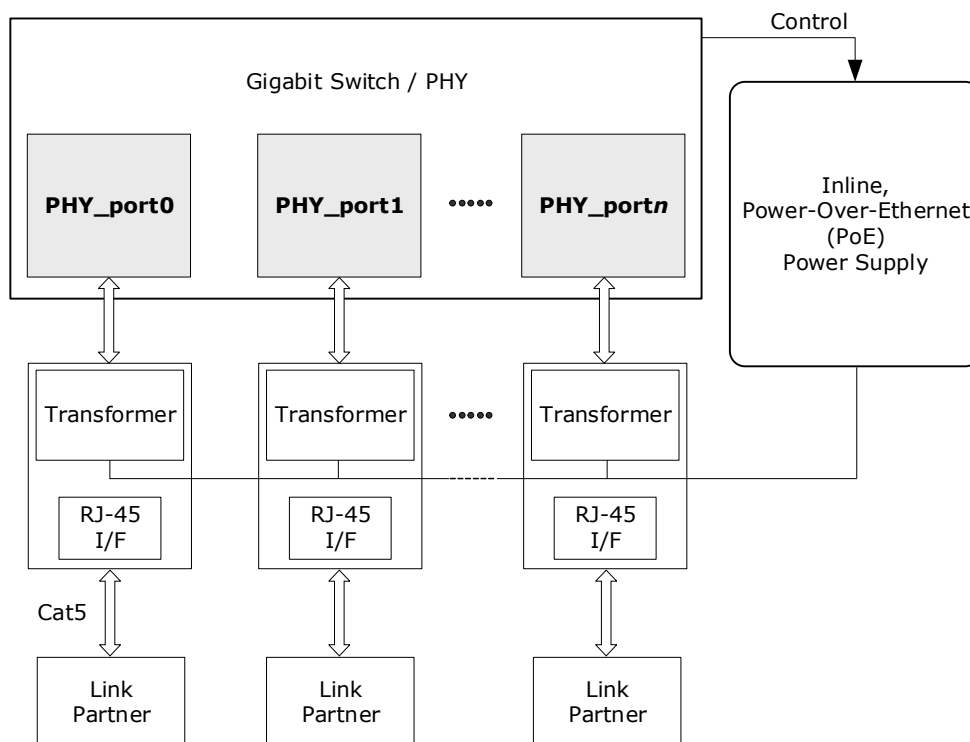 Control
Gigabit Switch / PHY
PHY_port0
PHY_port1
PHY_portn
Inline,
Power-Over-Ethernet
(PoE)
Power Supply
Transformer
Transformer
Transformer
RJ-45
I/F
RJ-45
I/F
RJ-45
I/F
Cat5
Link
Partner
Link
Partner
Link
Partner